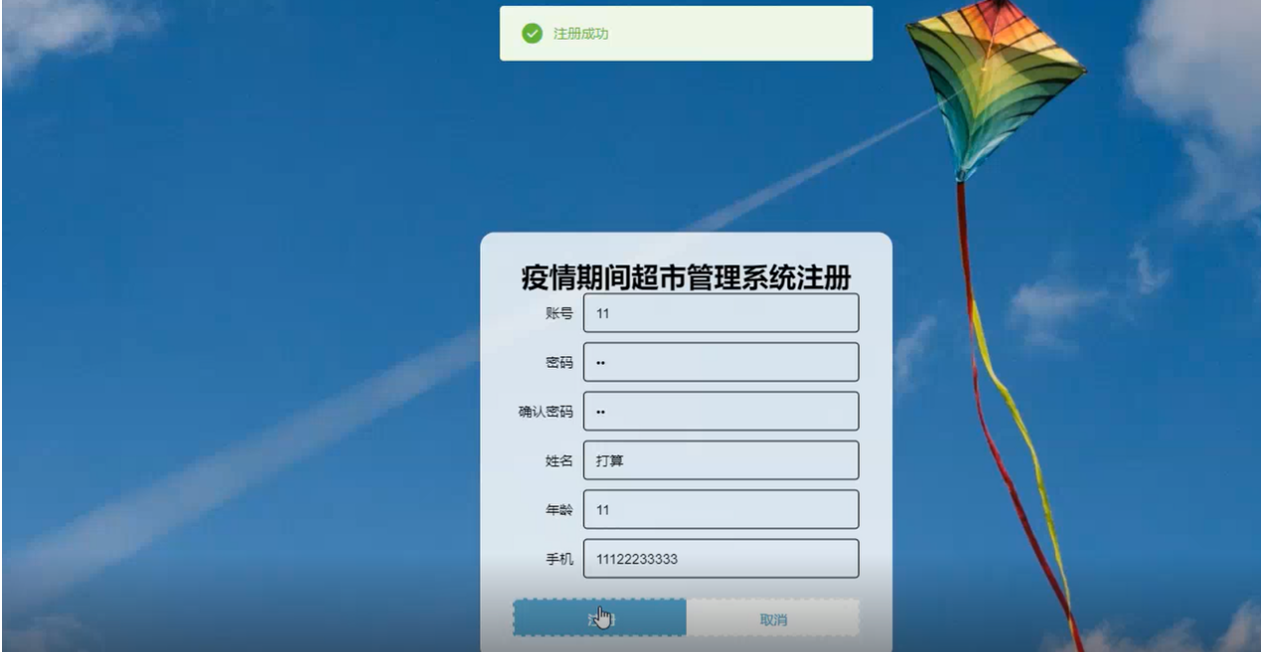 注册成功
疫情期间超市管理系统注册
账号 11
密码 ••
确认密码 ••
姓名 打算
年龄 11
手机 11122233333
取消